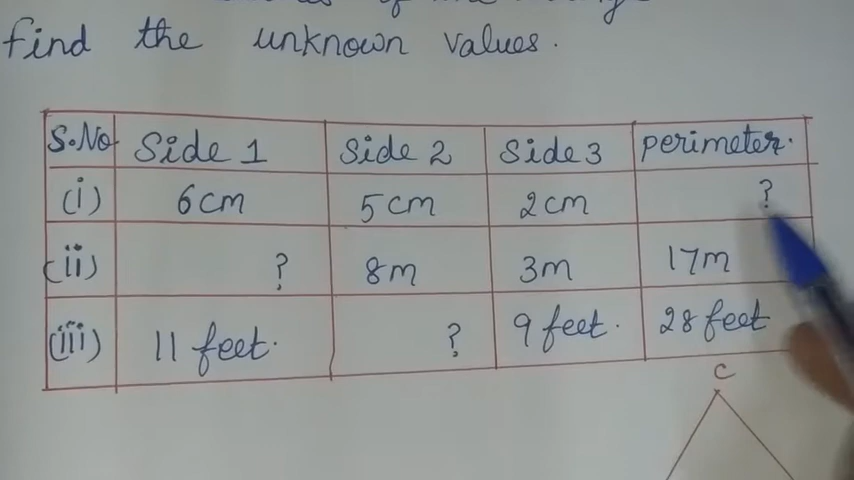 find the unknown values.
S.No Side 1 Side 2 Side 3 perimeter.
(i) 6cm 5cm 2cm ?
(ii) ? 8m 3m 17m
(iii) 11 feet. ? 9 feet. 28 feet
C